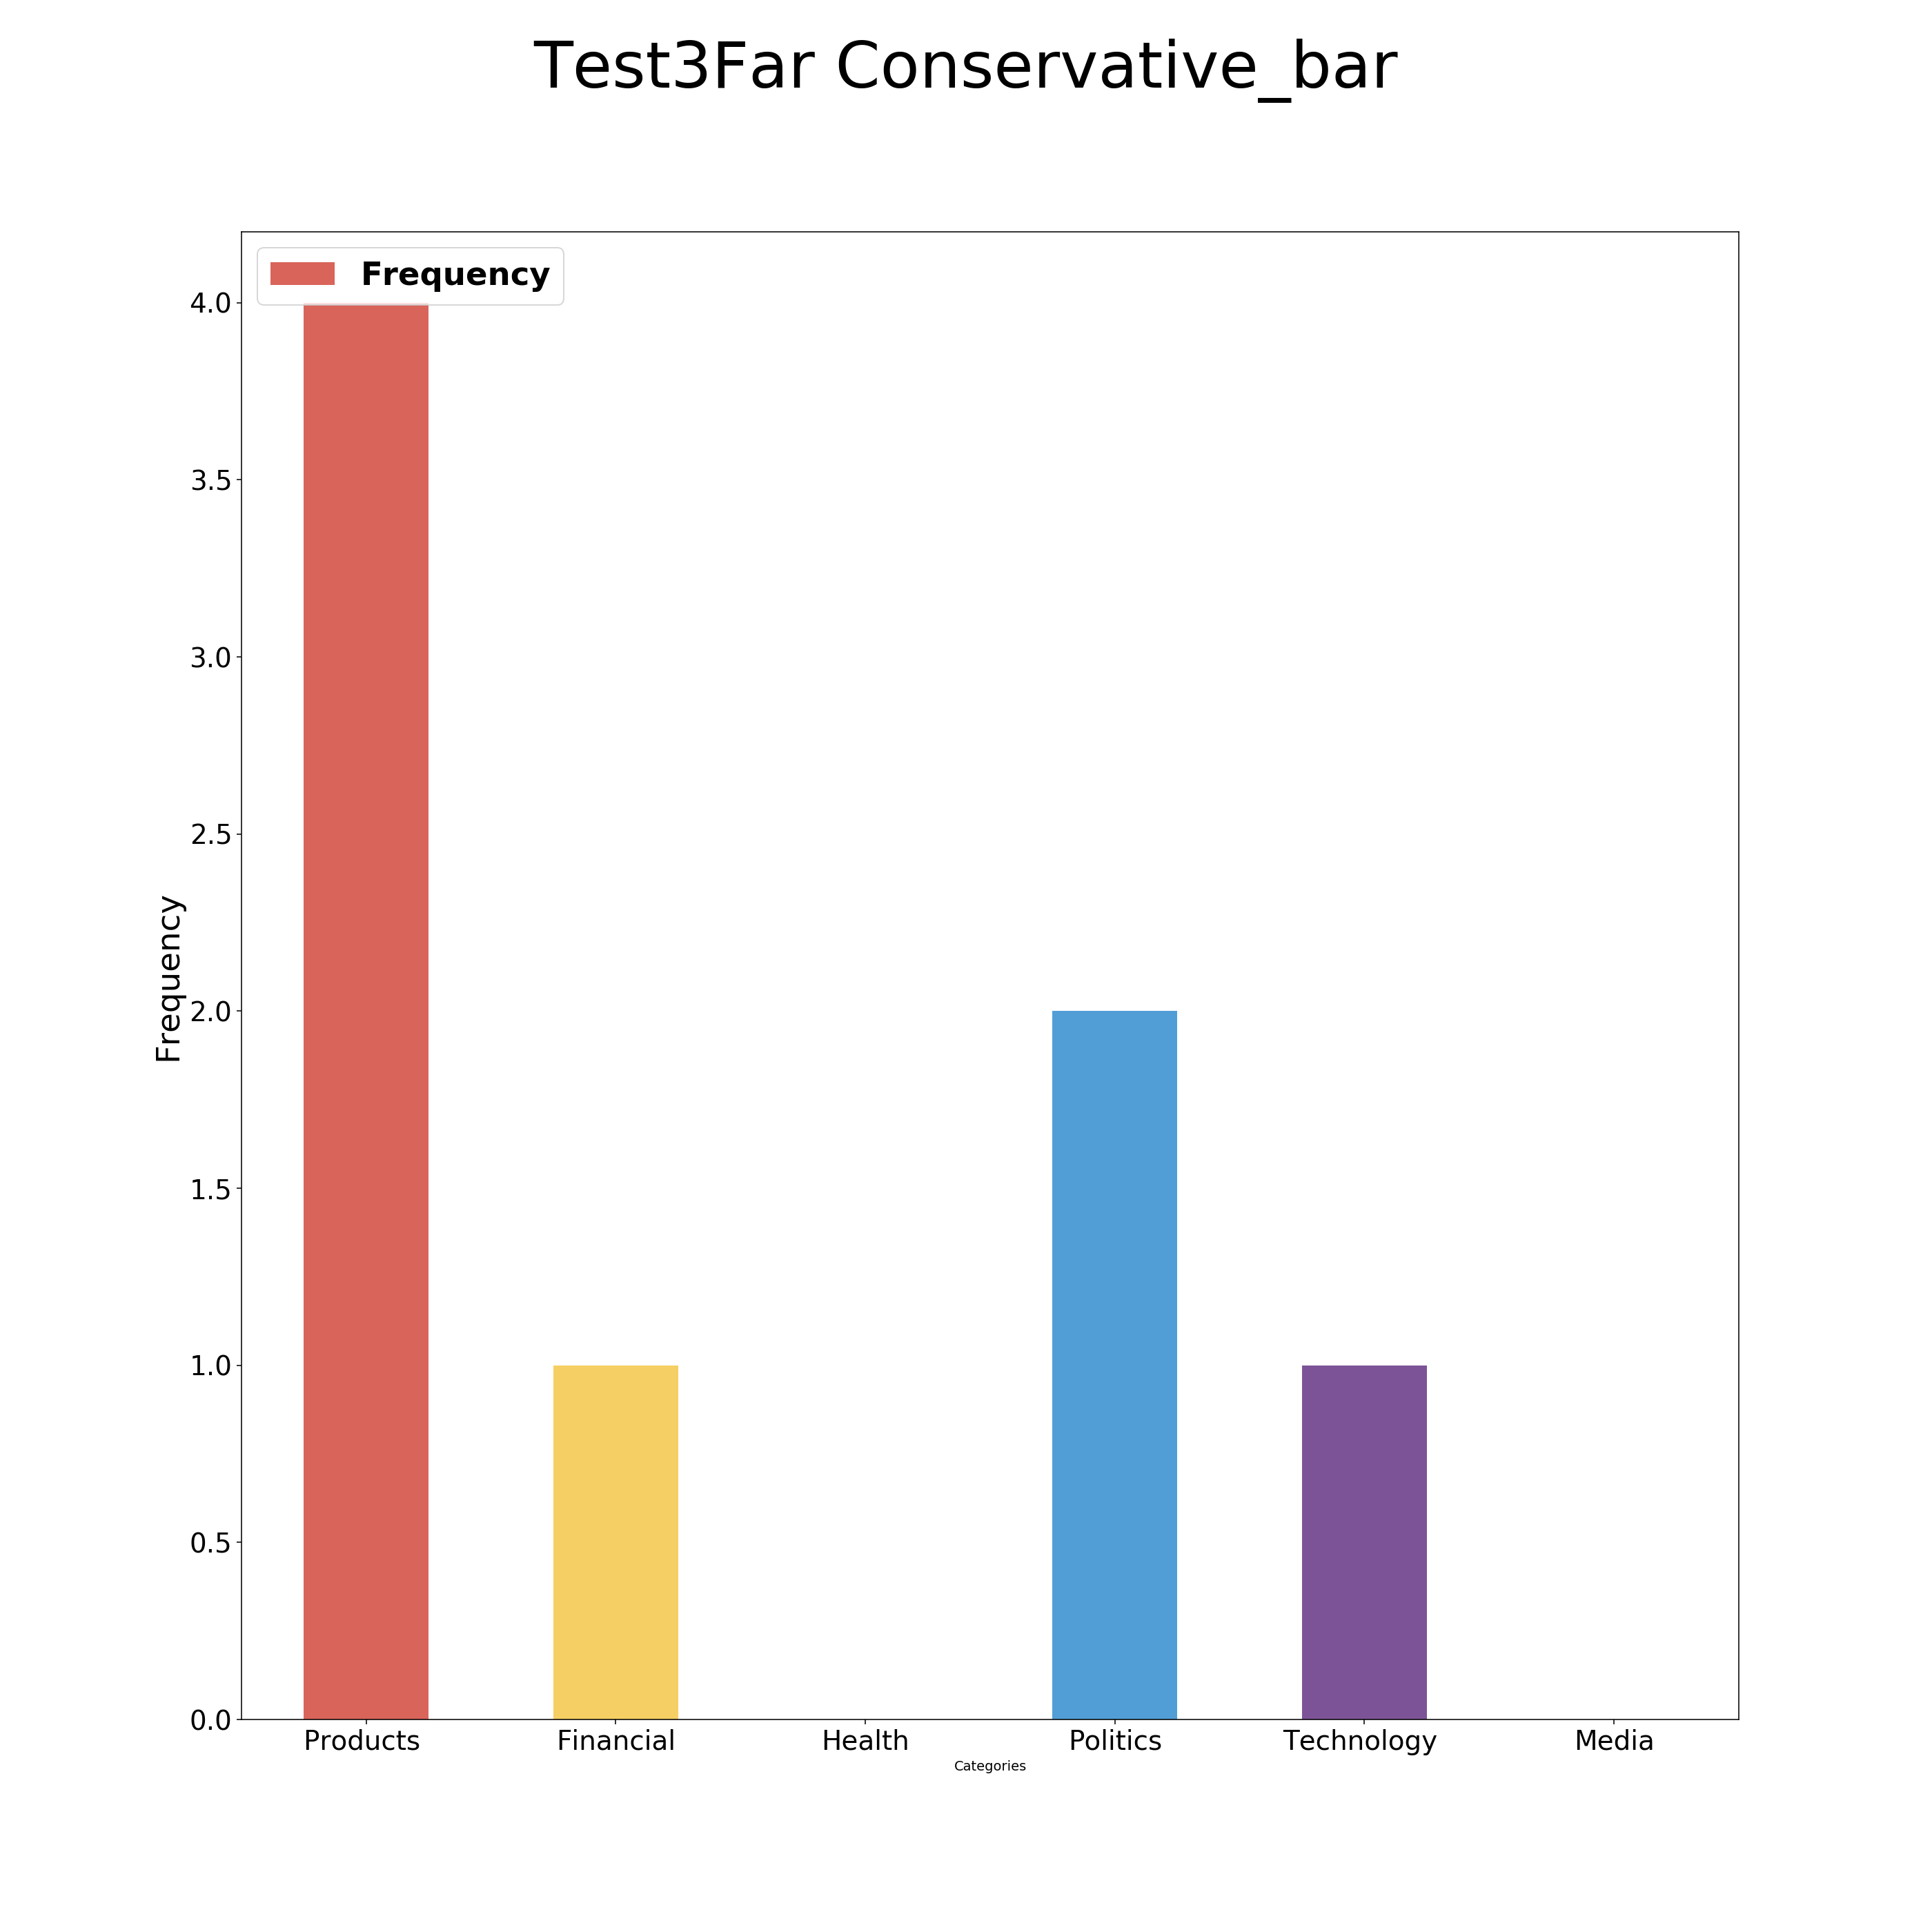 Test3Far Conservative_bar
Frequency
4.0
3.5
3.0
2.5
2.0
1.5
1.0
0.5
0.0
Frequency
Products Financial Health Politics Technology Media
Categories